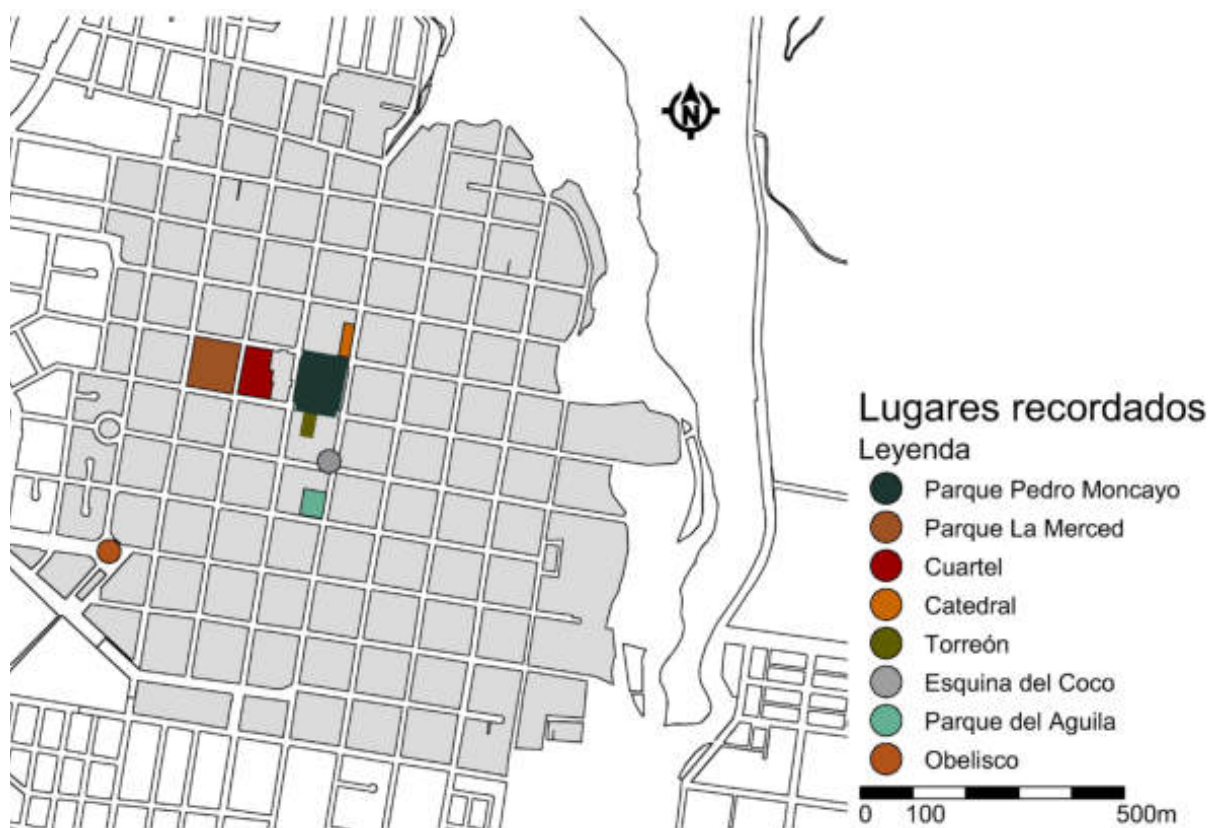 N
Lugares recordados
Leyenda
Parque Pedro Moncayo
Parque La Merced
Cuartel
Catedral
Torreón
Esquina del Coco
Parque del Aguila
Obelisco
0 100 500m